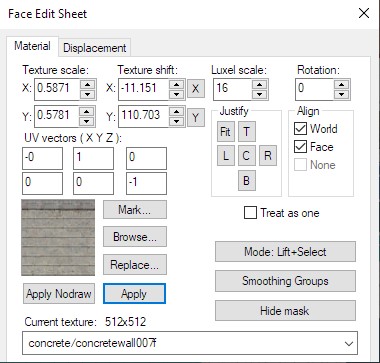 Face Edit Sheet
Material Displacement
Texture scale: Texture shift: Luxel scale: Rotation:
X: 0.5871 X: -11.151 X 16 0
Y: 0.5781 Y: 110.703 Y
Justify Align
UV vectors ( X Y Z ):
Fit T World
-0 1 0
L C R Face
0 0 -1
B None
Mark...
Treat as one
Browse...
Mode: Lift+Select
Replace...
Smoothing Groups
Apply Nodraw Apply
Hide mask
Current texture: 512x512
concrete/concretewall007f